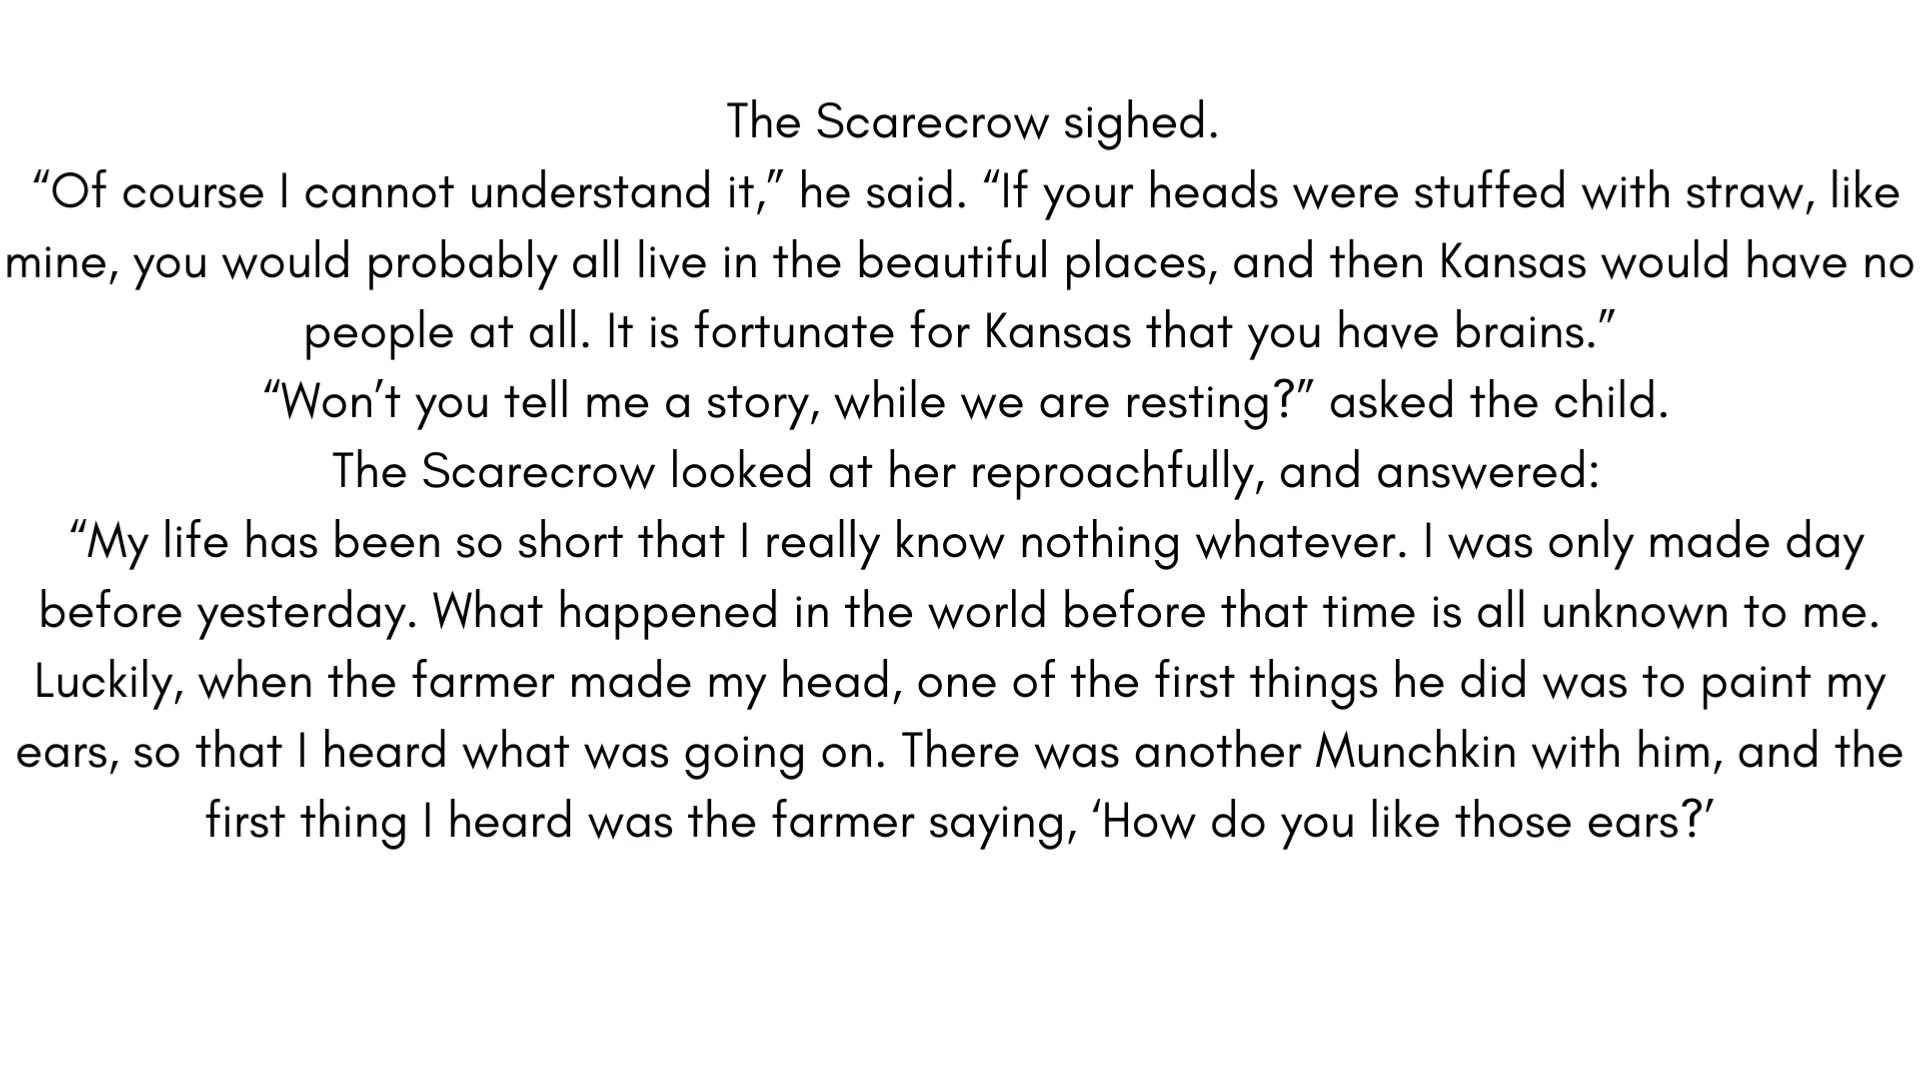 The Scarecrow sighed.
“Of course I cannot understand it,” he said. “If your heads were stuffed with straw, like
mine, you would probably all live in the beautiful places, and then Kansas would have no
people at all. It is fortunate for Kansas that you have brains.”
“Won’t you tell me a story, while we are resting?” asked the child.
The Scarecrow looked at her reproachfully, and answered:
“My life has been so short that I really know nothing whatever. I was only made day
before yesterday. What happened in the world before that time is all unknown to me.
Luckily, when the farmer made my head, one of the first things he did was to paint my
ears, so that I heard what was going on. There was another Munchkin with him, and the
first thing I heard was the farmer saying, ‘How do you like those ears?’